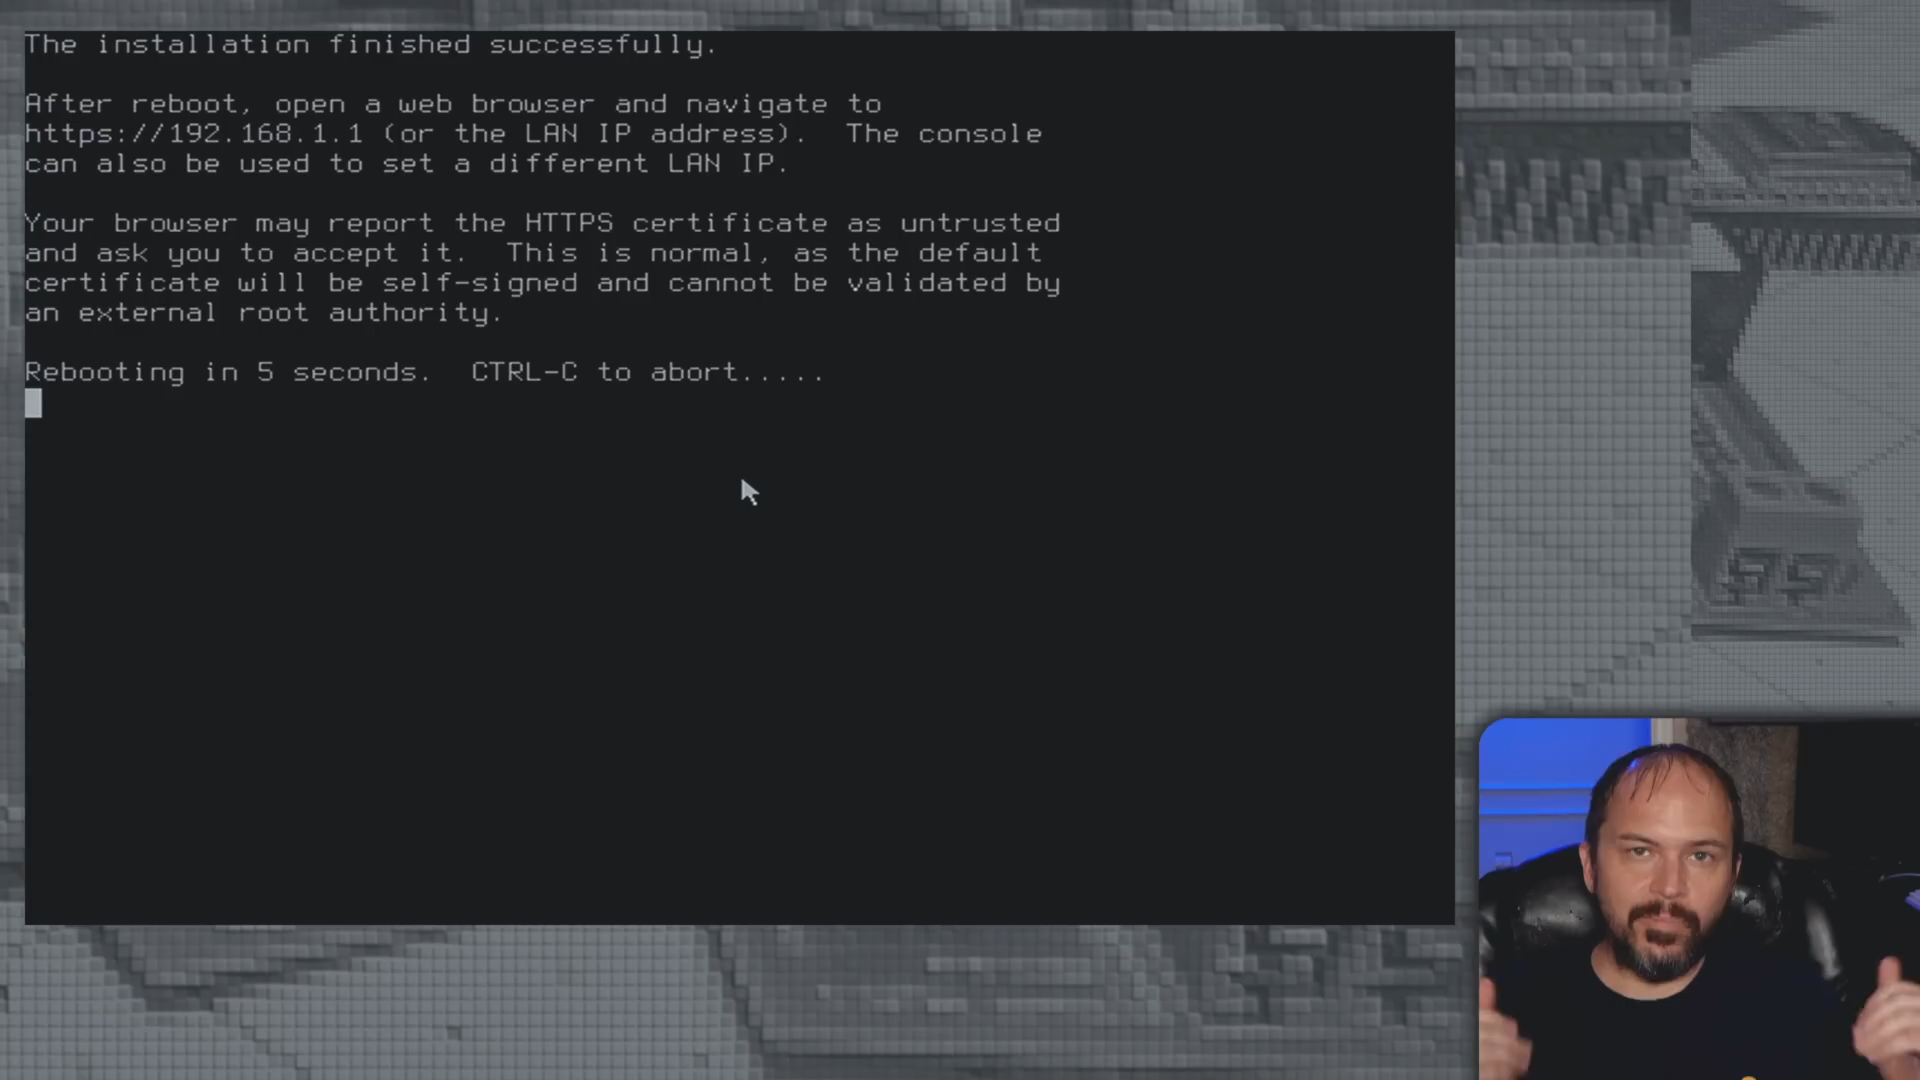 The installation finished successfully.
After reboot, open a web browser and navigate to
https://192.168.1.1 (or the LAN IP address).  The console
can also be used to set a different LAN IP.
Your browser may report the HTTPS certificate as untrusted
and ask you to accept it.  This is normal, as the default
certificate will be self-signed and cannot be validated by
an external root authority.
Rebooting in 5 seconds.  CTRL-C to abort.....